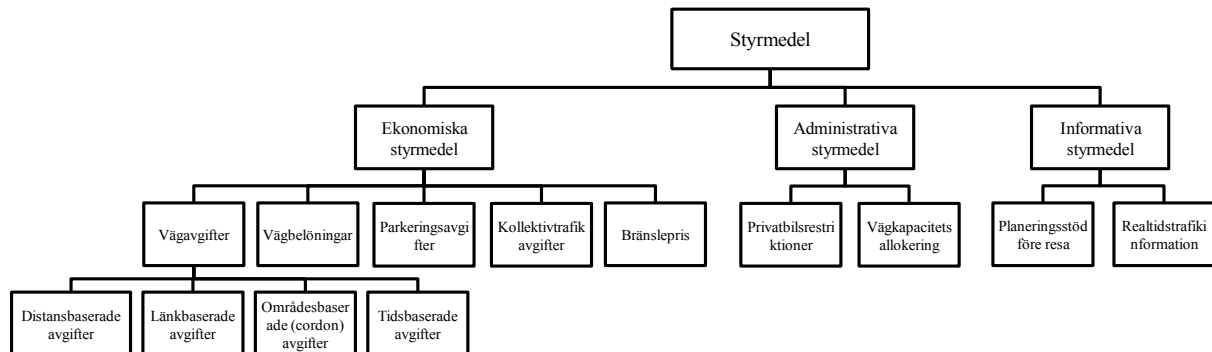 Styrmedel
Ekonomiska
styrmedel
Administrativa
styrmedel
Informativa
styrmedel
Vägavgifter
Vägbelöningar
Parkeringsavgi
fter
Kollektivtrafik
avgifter
Bränslepris
Privatbilsrestri
ktioner
Vägkapacitets
allokering
Planeringsstöd
före resa
Realtidstrafiki
nformation
Distansbaserade
avgifter
Länkbaserade
avgifter
Områdesbaser
ade (cordon)
avgifter
Tidsbaserade
avgifter